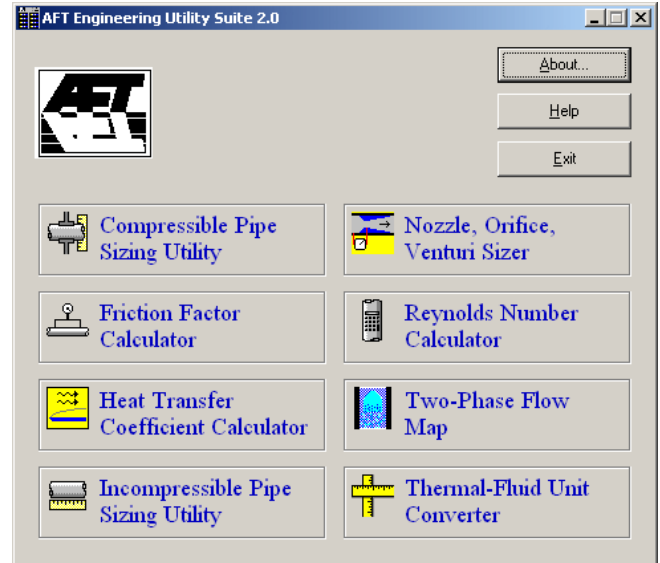 AFT Engineering Utility Suite 2.0
AFT
About...
Help
Exit
Compressible Pipe
Sizing Utility
Nozzle, Orifice,
Venturi Sizer
Friction Factor
Calculator
Reynolds Number
Calculator
Heat Transfer
Coefficient Calculator
Two-Phase Flow
Map
Incompressible Pipe
Sizing Utility
Thermal-Fluid Unit
Converter